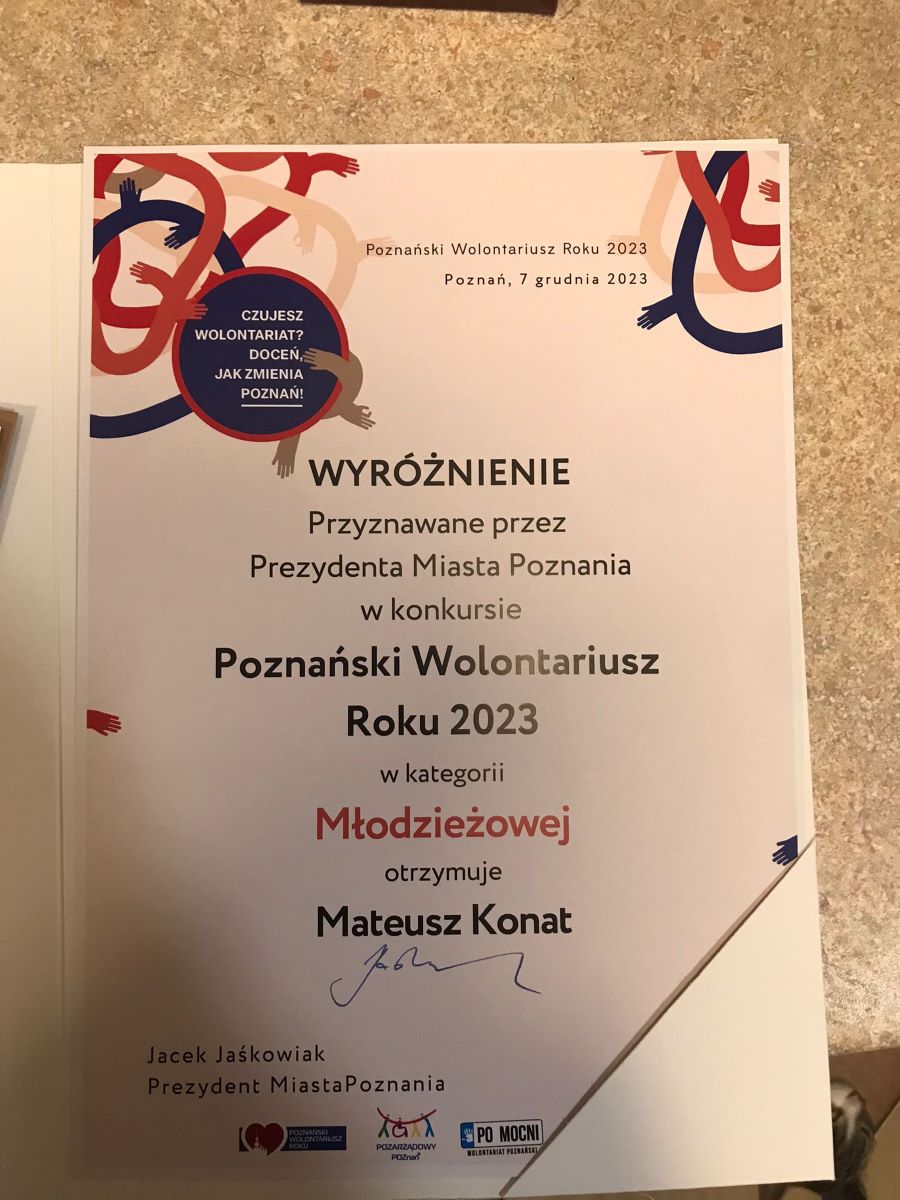 Poznański Wolontariusz Roku 2023
Poznań, 7 grudnia 2023
CZUJESZ
WOLONTARIAT?
DOCEŃ,
JAK ZMIENIA
POZNAŃ!
WYRÓŻNIENIE
Przyznawane przez
Prezydenta Miasta Poznania
w konkursie
Poznański Wolontariusz
Roku 2023
w kategorii
Młodzieżowej
otrzymuje
Mateusz Konat
Jacek Jaśkowiak
Prezydent MiastaPoznania
POZNAŃSKI
WOLONTARIUSZ
ROKU
POZARZĄDOWY
POZnań*
PO MOCNI
WOLONTARIAT POZNAŃSKI